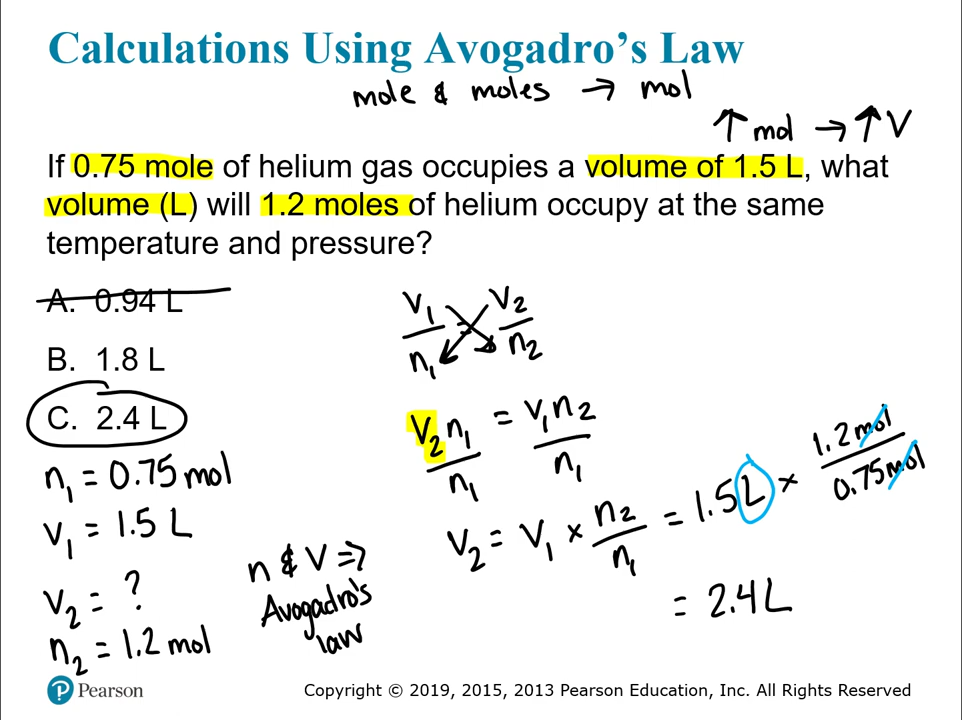 Calculations Using Avogadro's Law
mole & moles → mol
↑ mol → ↑ V
If 0.75 mole of helium gas occupies a volume of 1.5 L, what
volume (L) will 1.2 moles of helium occupy at the same
temperature and pressure?
A. 0.94 L
B. 1.8 L
C. 2.4 L
V₁/n₁ = V₂/n₂
V₂n₁/n₁ = V₁n₂/n₁
V₂ = V₁ × n₂/n₁ = 1.5 L × 1.2 mol/0.75 mol
= 2.4 L
n₁ = 0.75 mol
V₁ = 1.5 L
V₂ = ?
n₂ = 1.2 mol
n & V ⇒
Avogadro's
law
P Pearson
Copyright © 2019, 2015, 2013 Pearson Education, Inc. All Rights Reserved